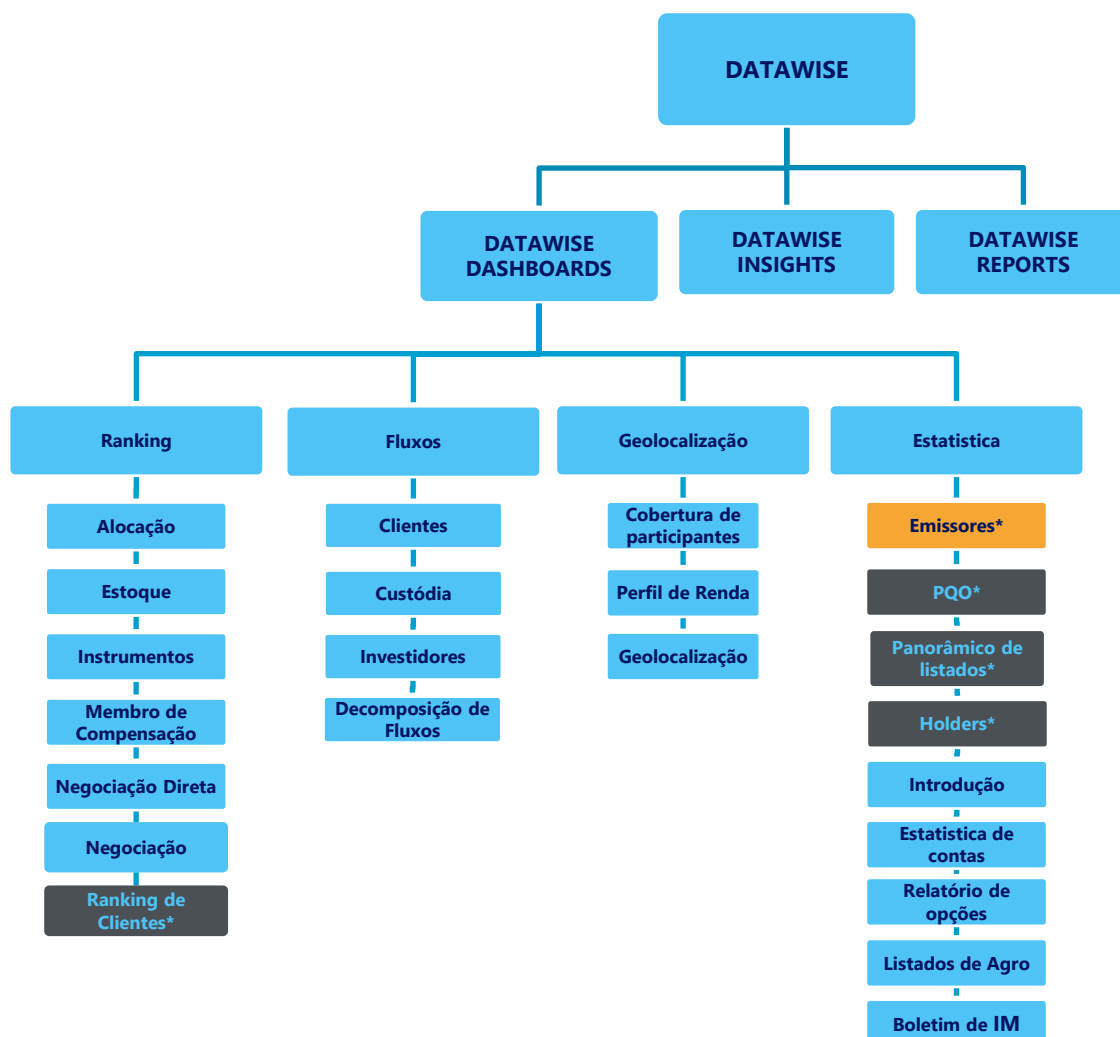 DATAWISE
DATAWISE
DASHBOARDS
DATAWISE
INSIGHTS
DATAWISE
REPORTS
Ranking
Fluxos
Geolocalização
Estatistica
Alocação
Estoque
Instrumentos
Membro de
Compensação
Negociação Direta
Negociação
Ranking de
Clientes*
Clientes
Custódia
Investidores
Decomposição de
Fluxos
Cobertura de
participantes
Perfil de Renda
Geolocalização
Emissores*
PQO*
Panorâmico de
listados*
Holders*
Introdução
Estatistica de
contas
Relatório de
opções
Listados de Agro
Boletim de IM